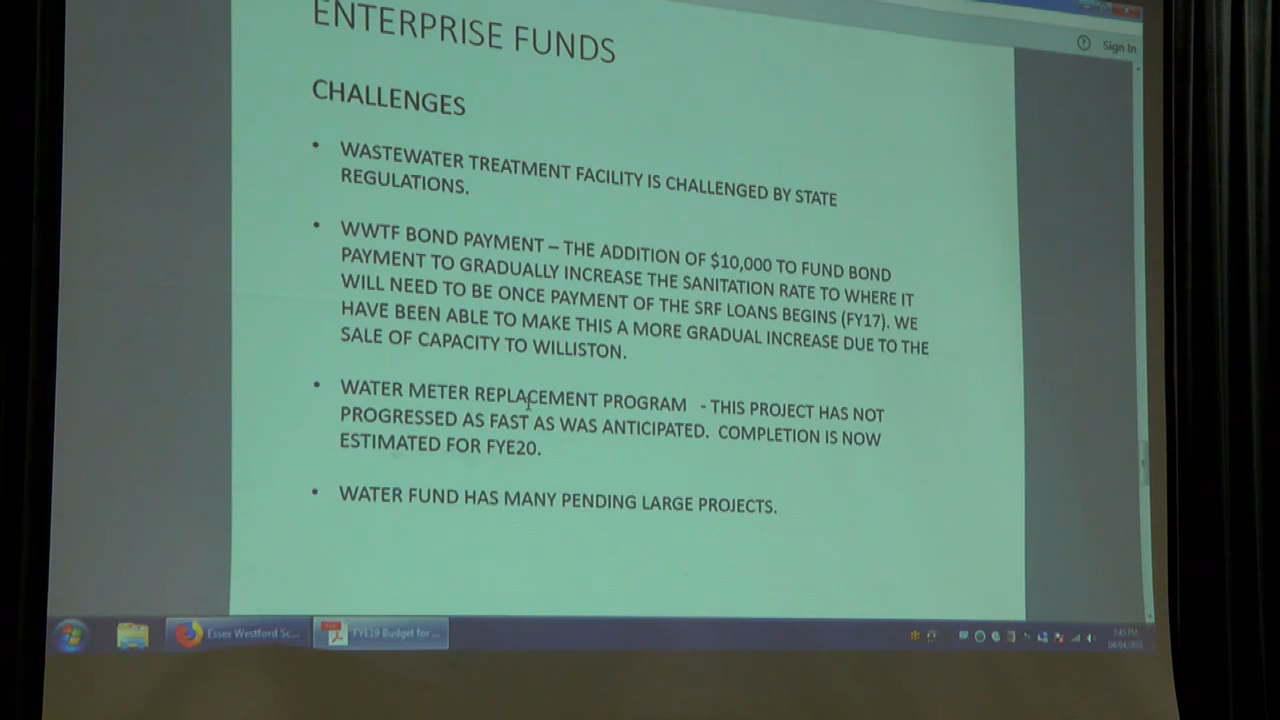 Sign In
ENTERPRISE FUNDS
CHALLENGES
• WASTEWATER TREATMENT FACILITY IS CHALLENGED BY STATE
REGULATIONS.
• WWTF BOND PAYMENT – THE ADDITION OF $10,000 TO FUND BOND
PAYMENT TO GRADUALLY INCREASE THE SANITATION RATE TO WHERE IT
WILL NEED TO BE ONCE PAYMENT OF THE SRF LOANS BEGINS (FY17). WE
HAVE BEEN ABLE TO MAKE THIS A MORE GRADUAL INCREASE DUE TO THE
SALE OF CAPACITY TO WILLISTON.
• WATER METER REPLACEMENT PROGRAM - THIS PROJECT HAS NOT
PROGRESSED AS FAST AS WAS ANTICIPATED. COMPLETION IS NOW
ESTIMATED FOR FYE20.
• WATER FUND HAS MANY PENDING LARGE PROJECTS.
Essex Westford Sc...
FYE19 Budget for ...